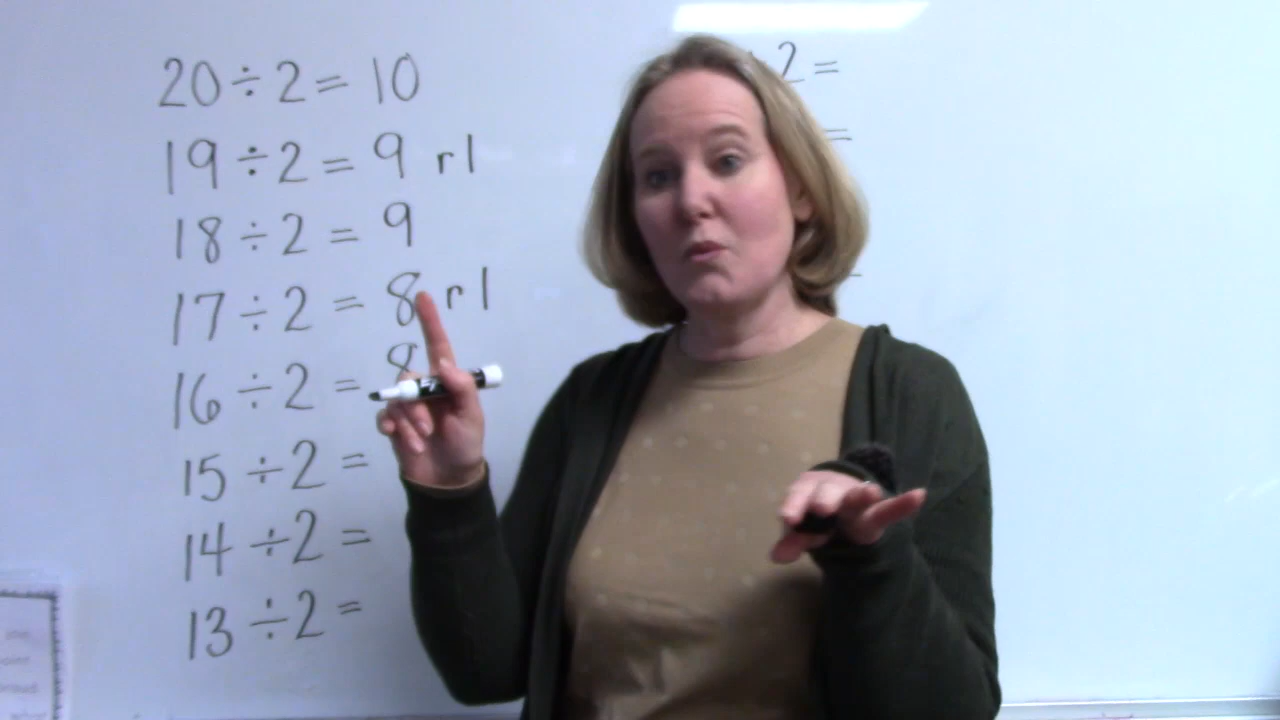 20 ÷ 2 = 10
19 ÷ 2 = 9 r1
18 ÷ 2 = 9
17 ÷ 2 = 8 r1
16 ÷ 2 = 8
15 ÷ 2 =
14 ÷ 2 =
13 ÷ 2 =
÷ 2 =
=